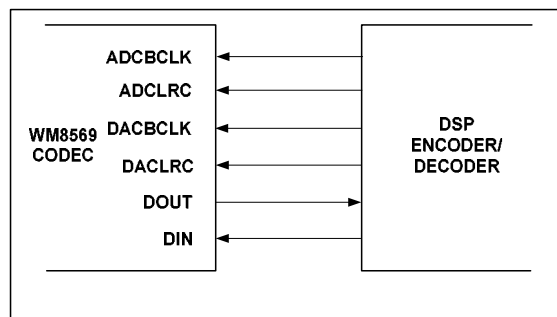 ADCBCLK
ADCLRC
WM8569
CODEC
DACBCLK
DACLRC
DOUT
DIN
DSP
ENCODER/
DECODER